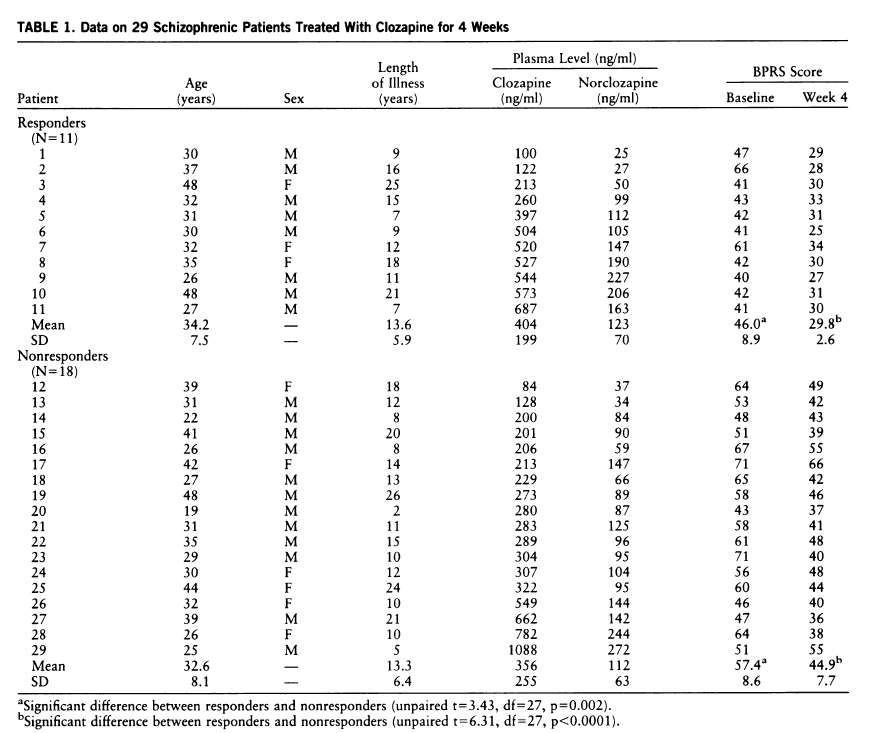 TABLE 1. Data on 29 Schizophrenic Patients Treated With Clozapine for 4 Weeks
Plasma Level (ng/ml)
Length
BPRS Score
Age of Illness Clozapine Norclozapine
Patient (years) Sex (years) (ng/ml) (ng/ml) Baseline Week 4
Responders
(N=11)
1 30 M 9 100 25 47 29
2 37 M 16 122 27 66 28
3 48 F 25 213 50 41 30
4 32 M 15 260 99 43 33
5 31 M 7 397 112 42 31
6 30 M 9 504 105 41 25
7 32 F 12 520 147 61 34
8 35 F 18 527 190 42 30
9 26 M 11 544 227 40 27
10 48 M 21 573 206 42 31
11 27 M 7 687 163 41 30
Mean 34.2 — 13.6 404 123 46.0a 29.8b
SD 7.5 — 5.9 199 70 8.9 2.6
Nonresponders
(N=18)
12 39 F 18 84 37 64 49
13 31 M 12 128 34 53 42
14 22 M 8 200 84 48 43
15 41 M 20 201 90 51 39
16 26 M 8 206 59 67 55
17 42 F 14 213 147 71 66
18 27 M 13 229 66 65 42
19 48 M 26 273 89 58 46
20 19 M 2 280 87 43 37
21 31 M 11 283 125 58 41
22 35 M 15 289 96 61 48
23 29 M 10 304 95 71 40
24 30 F 12 307 104 56 48
25 44 F 24 322 95 60 44
26 32 F 10 549 144 46 40
27 39 M 21 662 142 47 36
28 26 F 10 782 244 64 38
29 25 M 5 1088 272 51 55
Mean 32.6 — 13.3 356 112 57.4a 44.9b
SD 8.1 — 6.4 255 63 8.6 7.7
aSignificant difference between responders and nonresponders (unpaired t=3.43, df=27, p=0.002).
bSignificant difference between responders and nonresponders (unpaired t=6.31, df=27, p<0.0001).